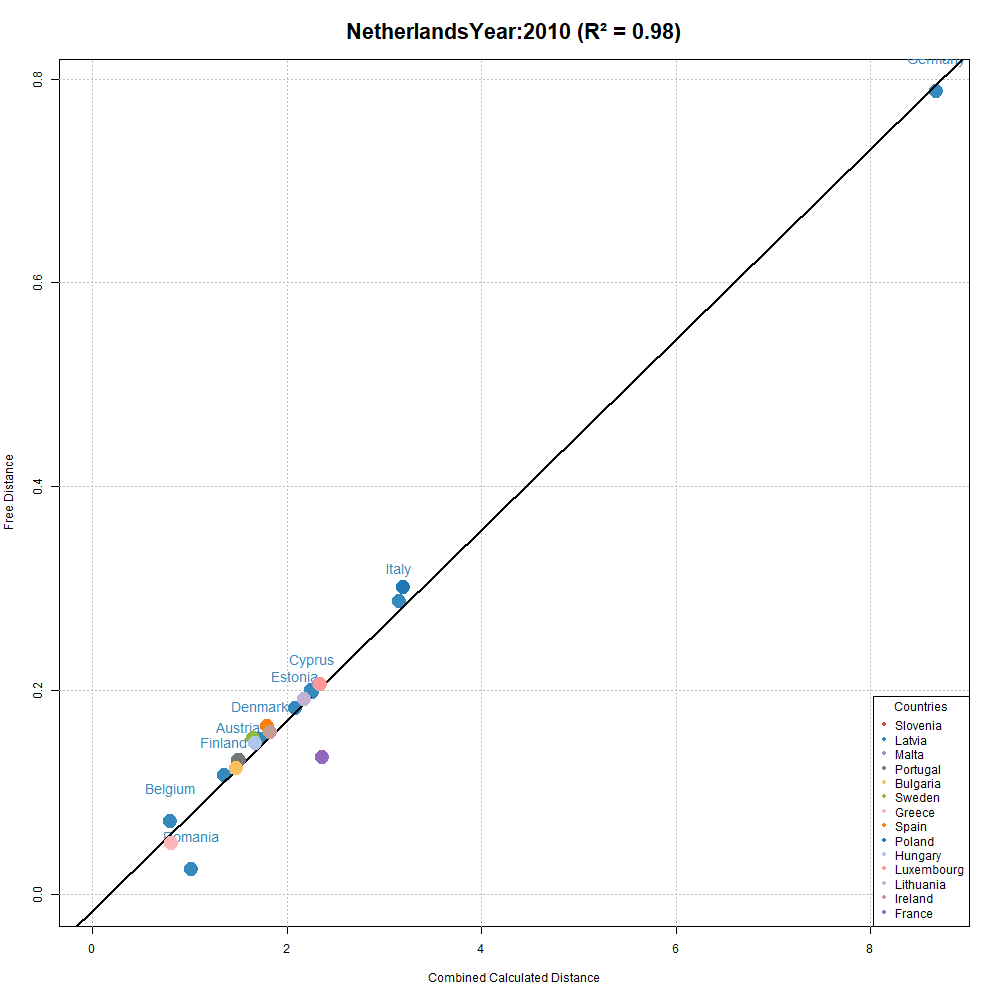 NetherlandsYear:2010 (R² = 0.98)
Germany
0.8
0.6
0.4
0.2
0.0
Free Distance
Italy
Cyprus
Estonia
Denmark
Austria
Finland
Belgium
Romania
Countries
Slovenia
Latvia
Malta
Portugal
Bulgaria
Sweden
Greece
Spain
Poland
Hungary
Luxembourg
Lithuania
Ireland
France
0 2 4 6 8
Combined Calculated Distance